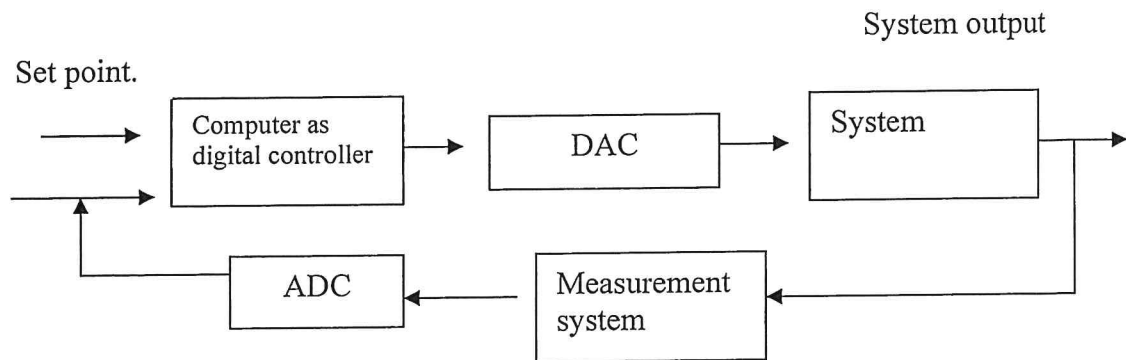 System output
Set point.
Computer as
digital controller
DAC
System
ADC
Measurement
system